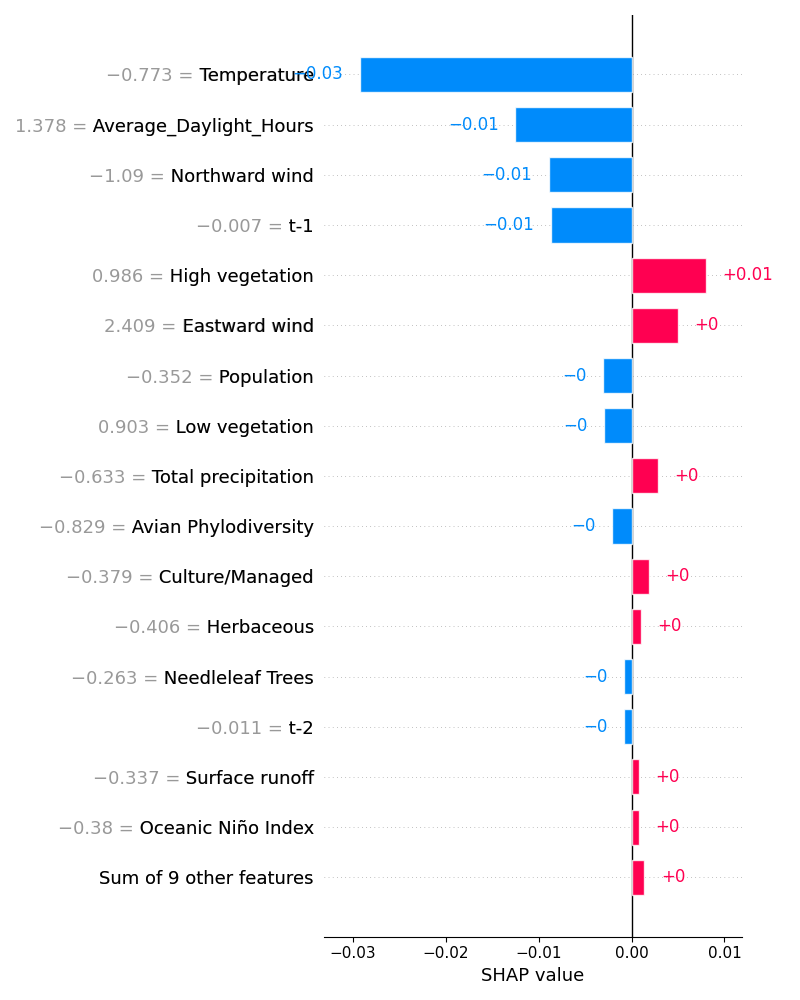 −0.773 = Temperature −0.03
1.378 = Average_Daylight_Hours −0.01
−1.09 = Northward wind −0.01
−0.007 = t-1 −0.01
0.986 = High vegetation +0.01
2.409 = Eastward wind +0
−0.352 = Population −0
0.903 = Low vegetation −0
−0.633 = Total precipitation +0
−0.829 = Avian Phylodiversity −0
−0.379 = Culture/Managed +0
−0.406 = Herbaceous +0
−0.263 = Needleleaf Trees −0
−0.011 = t-2 −0
−0.337 = Surface runoff +0
−0.38 = Oceanic Niño Index +0
Sum of 9 other features +0
−0.03 −0.02 −0.01 0.00 0.01
SHAP value